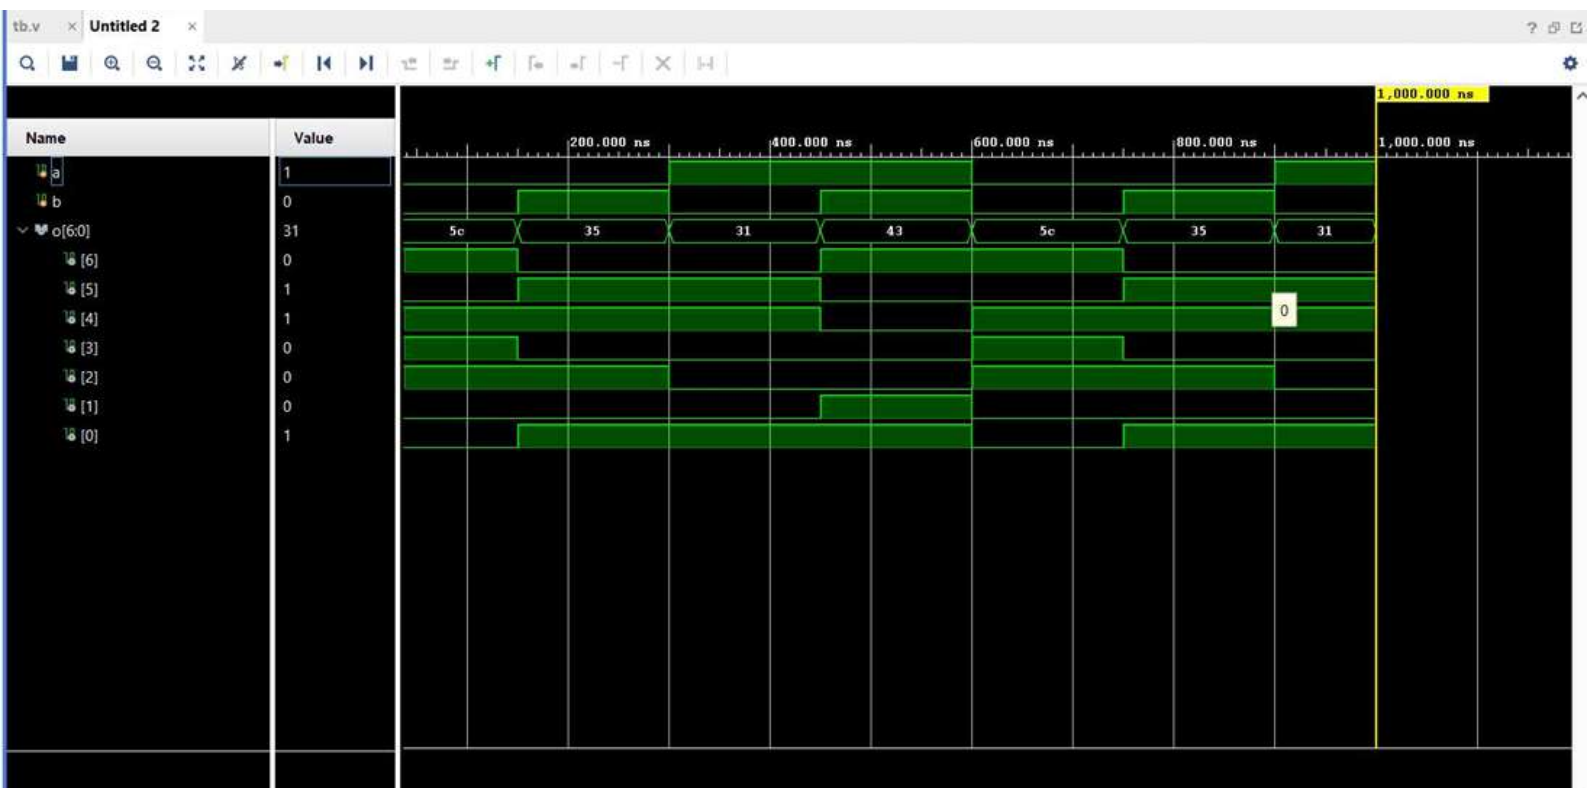 tb.v × Untitled 2 × ?
1,000.000 ns
Name Value 200.000 ns 400.000 ns 600.000 ns 800.000 ns 1,000.000 ns
a 1
b 0
o[6:0] 31 5c 35 31 43 5c 35 31
[6] 0
[5] 1
[4] 1 0
[3] 0
[2] 0
[1] 0
[0] 1